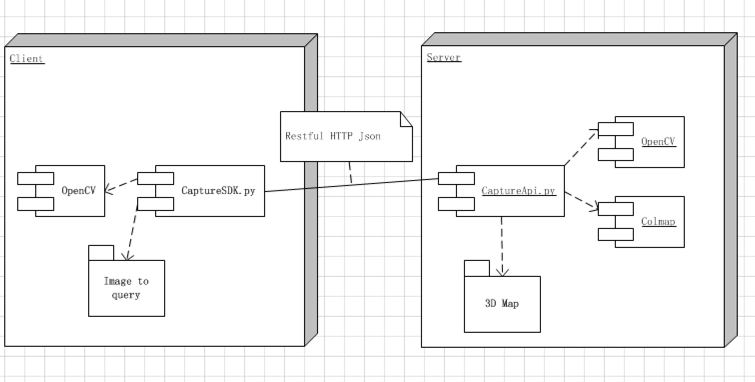 Client
Server
Restful HTTP Json
OpenCV
CaptureSDK.py
CaptureApi.py
OpenCV
Colmap
Image to
query
3D Map